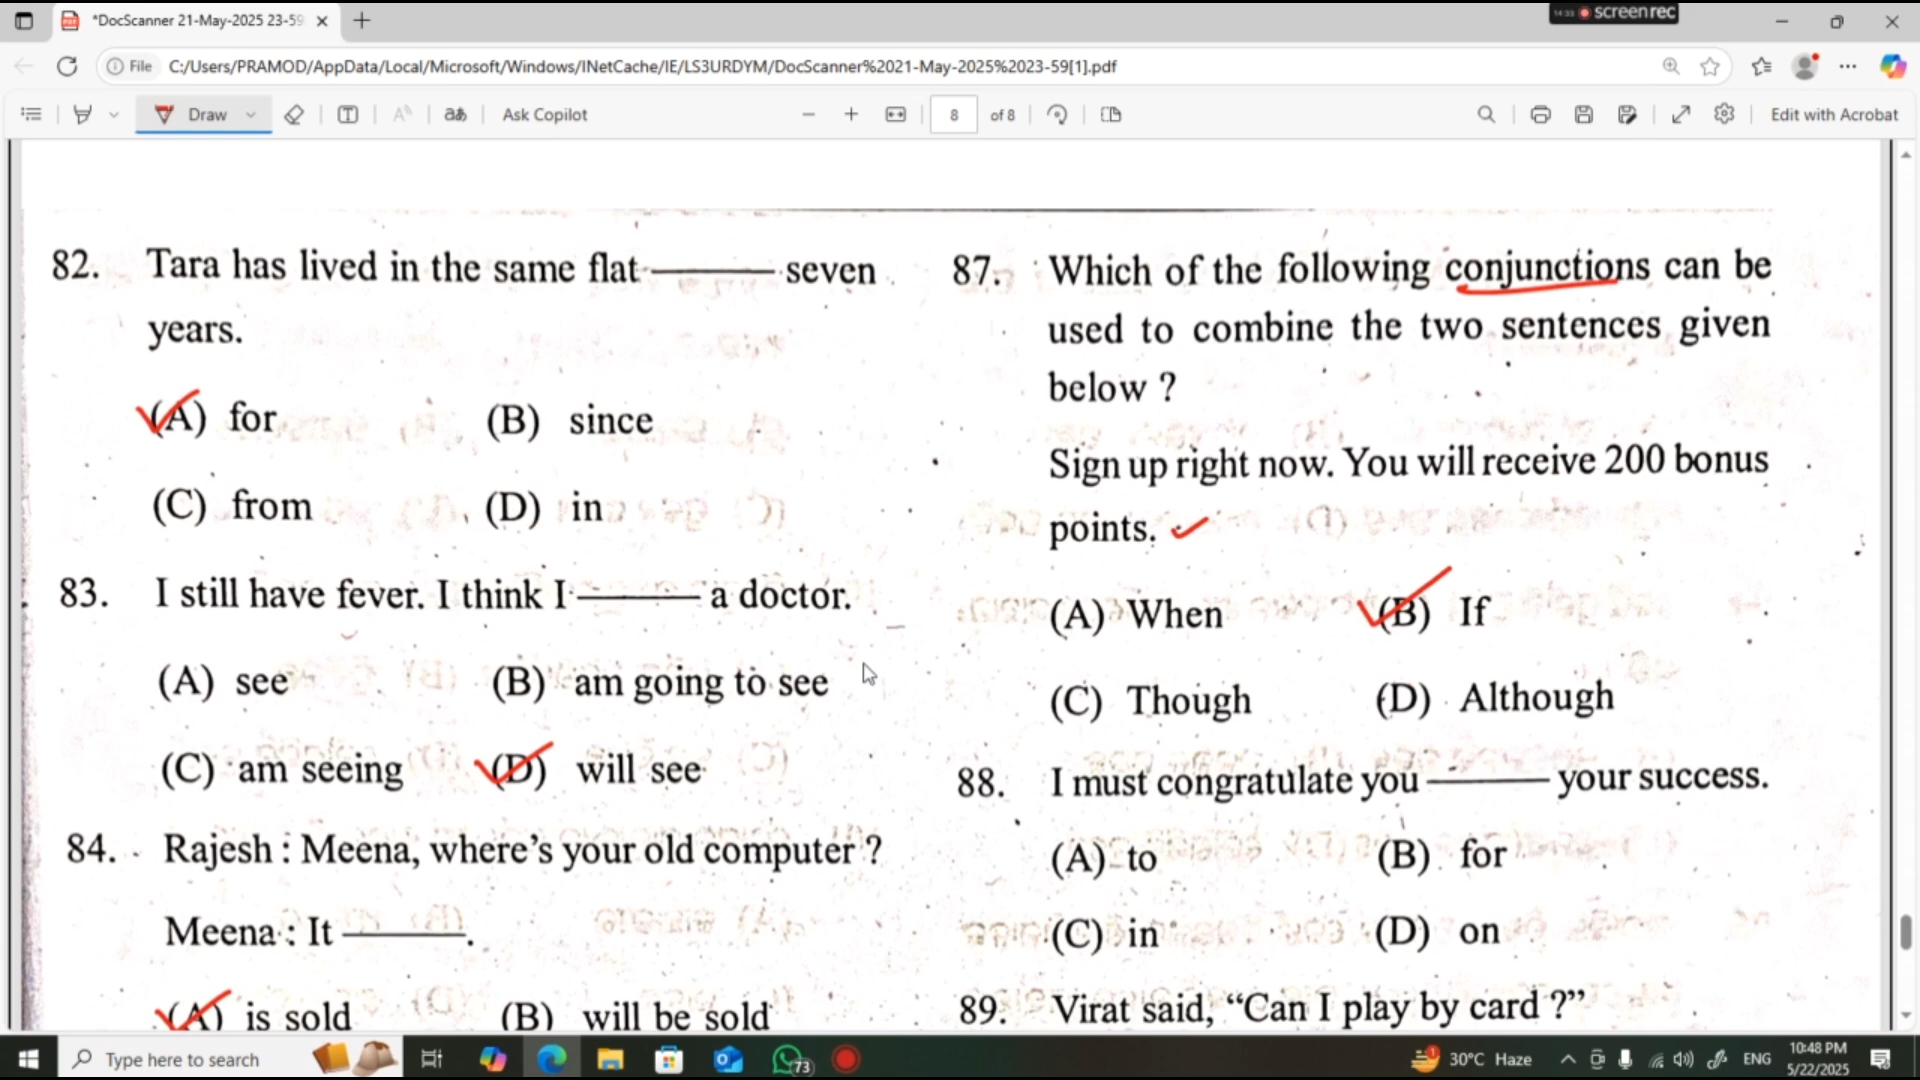 *DocScanner 21-May-2025 23-59
14:33 screenrec
File C:/Users/PRAMOD/AppData/Local/Microsoft/Windows/INetCache/IE/LS3URDYM/DocScanner%2021-May-2025%2023-59[1].pdf
Draw Ask Copilot 8 of 8 Edit with Acrobat
82. Tara has lived in the same flat ——— seven
years.
(A) for (B) since
(C) from (D) in
83. I still have fever. I think I ——— a doctor.
(A) see (B) am going to see
(C) am seeing (D) will see
84. Rajesh : Meena, where's your old computer ?
Meena : It ———.
(A) is sold (B) will be sold
87. Which of the following conjunctions can be
used to combine the two sentences given
below ?
Sign up right now. You will receive 200 bonus
points.
(A) When (B) If
(C) Though (D) Although
88. I must congratulate you ——— your success.
(A) to (B) for
(C) in (D) on
89. Virat said, “Can I play by card ?”
Type here to search 73 30°C Haze ENG 10:48 PM
5/22/2025